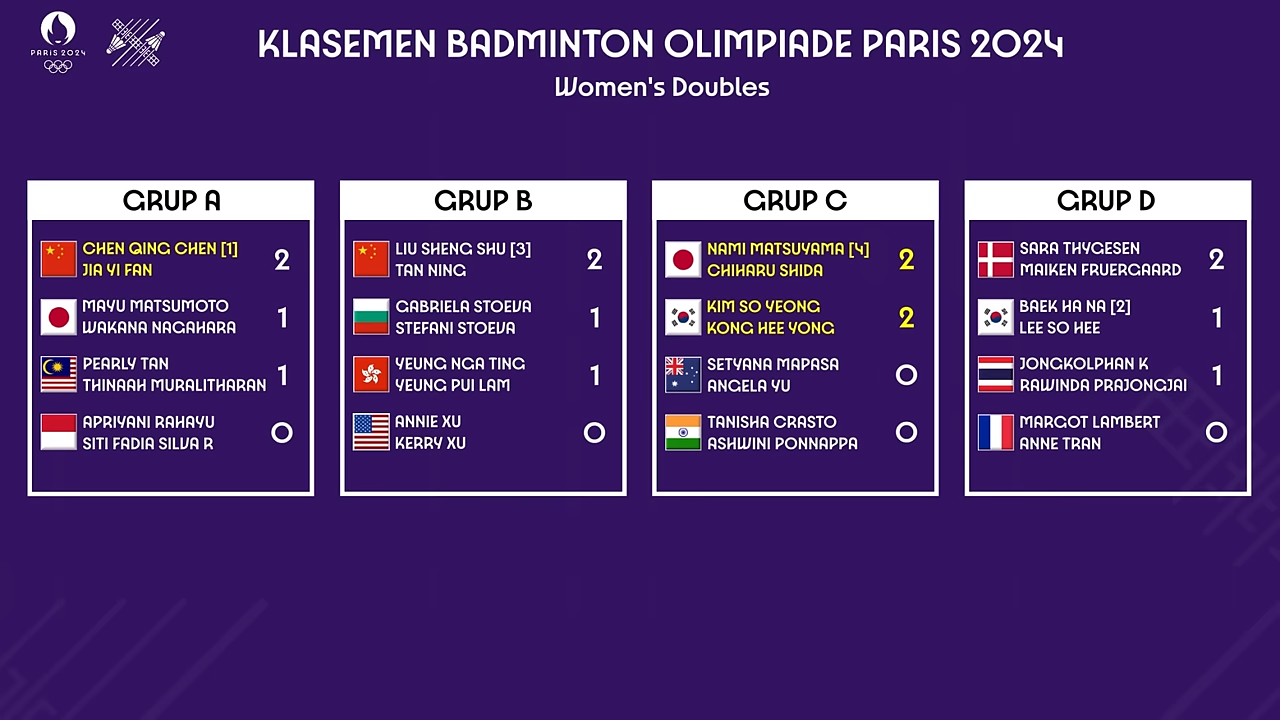 PARIS 2024
KLASEMEN BADMINTON OLIMPIADE PARIS 2024
Women's Doubles
GRUP A
CHEN QING CHEN [1]
JIA YI FAN
2
MAYU MATSUMOTO
WAKANA NAGAHARA
1
PEARLY TAN
THINAAH MURALITHARAN
1
APRIYANI RAHAYU
SITI FADIA SILVA R
0
GRUP B
LIU SHENG SHU [3]
TAN NING
2
GABRIELA STOEVA
STEFANI STOEVA
1
YEUNG NGA TING
YEUNG PUI LAM
1
ANNIE XU
KERRY XU
0
GRUP C
NAMI MATSUYAMA [4]
CHIHARU SHIDA
2
KIM SO YEONG
KONG HEE YONG
2
SETYANA MAPASA
ANGELA YU
0
TANISHA CRASTO
ASHWINI PONNAPPA
0
GRUP D
SARA THYGESEN
MAIKEN FRUERGAARD
2
BAEK HA NA [2]
LEE SO HEE
1
JONGKOLPHAN K
RAWINDA PRAJONGJAI
1
MARGOT LAMBERT
ANNE TRAN
0